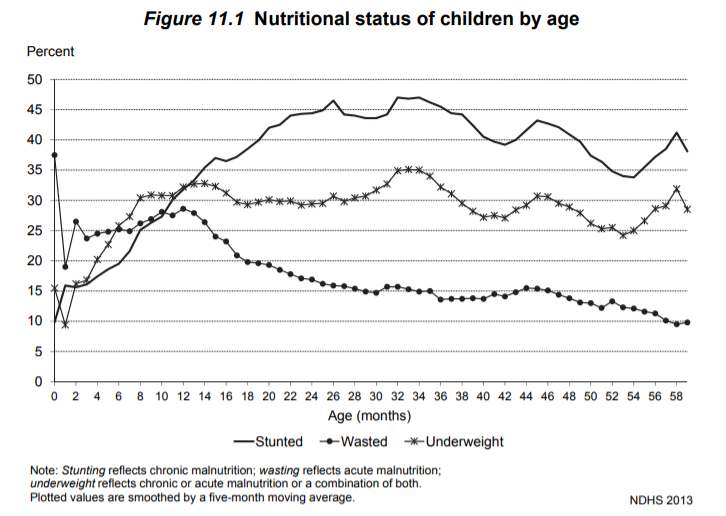 Figure 11.1 Nutritional status of children by age
Percent
50
45
40
35
30
25
20
15
10
5
0
0 2 4 6 8 10 12 14 16 18 20 22 24 26 28 30 32 34 36 38 40 42 44 46 48 50 52 54 56 58
Age (months)
Stunted Wasted Underweight
Note: Stunting reflects chronic malnutrition; wasting reflects acute malnutrition;
underweight reflects chronic or acute malnutrition or a combination of both.
Plotted values are smoothed by a five-month moving average.
NDHS 2013